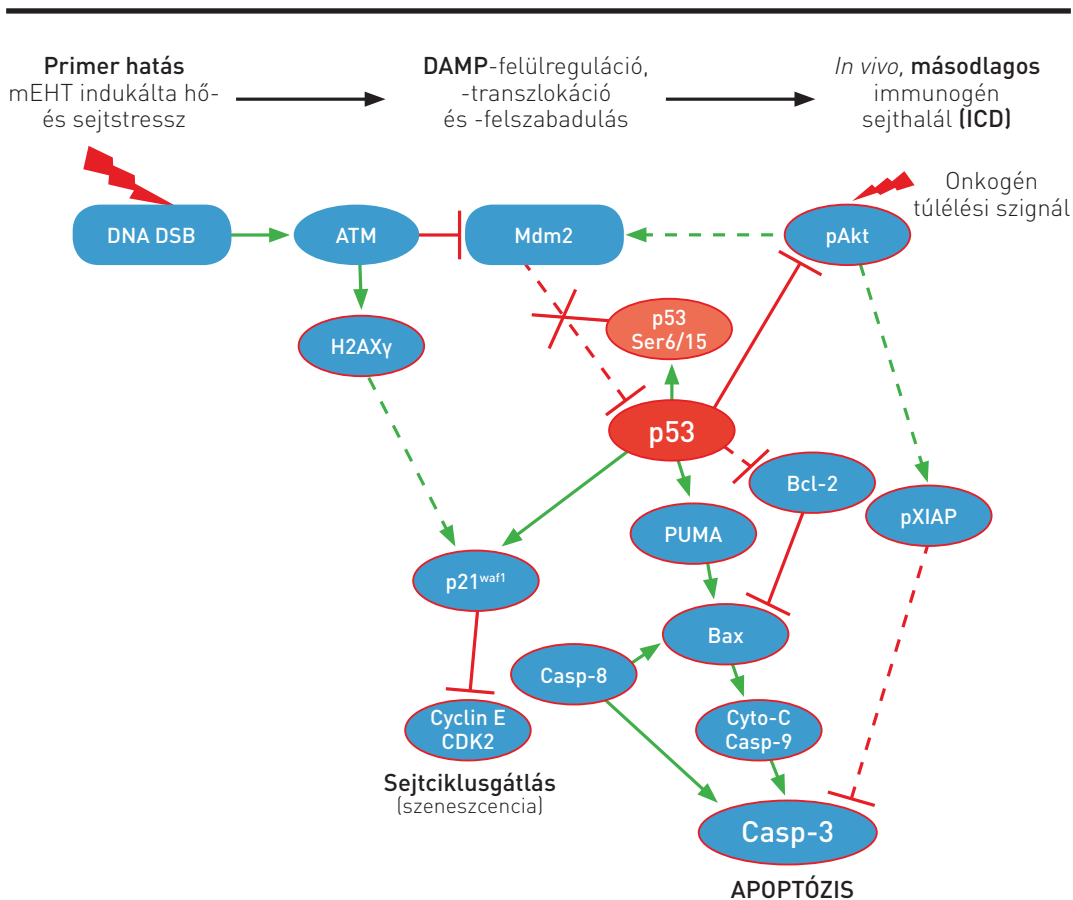 Primer hatás
mEHT indukálta hő-
és sejtstressz
DAMP-felülreguláció,
-transzlokáció
és -felszabadulás
In vivo, másodlagos
immunogén
sejthalál (ICD)
Onkogén
túlélési szignál
DNA DSB
ATM
Mdm2
pAkt
p53
Ser6/15
H2AXγ
p53
Bcl-2
pXIAP
PUMA
p21waf1
Bax
Casp-8
Cyclin E
CDK2
Cyto-C
Casp-9
Sejtciklusgátlás
(szeneszcencia)
Casp-3
APOPTÓZIS